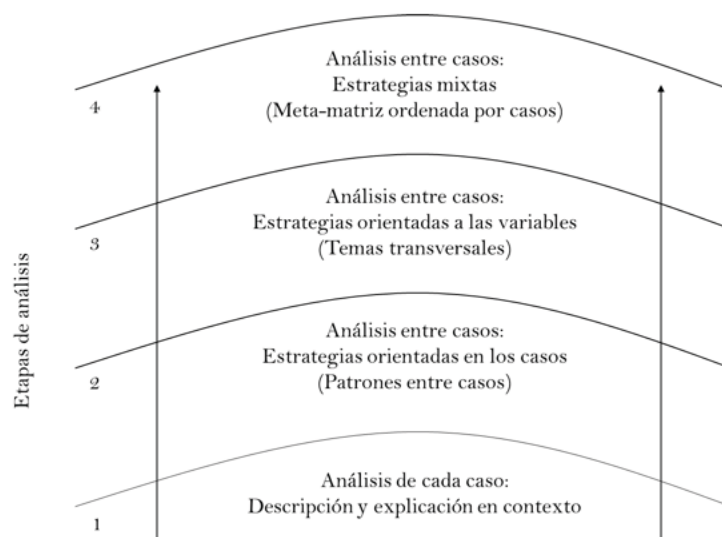 Análisis entre casos:
Estrategias mixtas
(Meta-matriz ordenada por casos)
4
Análisis entre casos:
Estrategias orientadas a las variables
(Temas transversales)
3
Etapas de análisis
Análisis entre casos:
Estrategias orientadas en los casos
(Patrones entre casos)
2
Análisis de cada caso:
Descripción y explicación en contexto
1